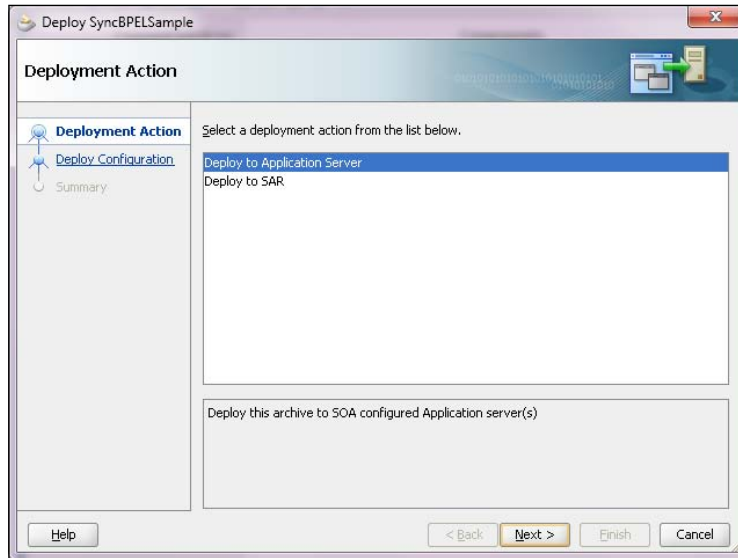 Deploy SyncBPELSample
Deployment Action
Deployment Action
Deploy Configuration
Summary
Select a deployment action from the list below.
Deploy to Application Server
Deploy to SAR
Deploy this archive to SOA configured Application server(s)
Help
< Back
Next >
Finish
Cancel